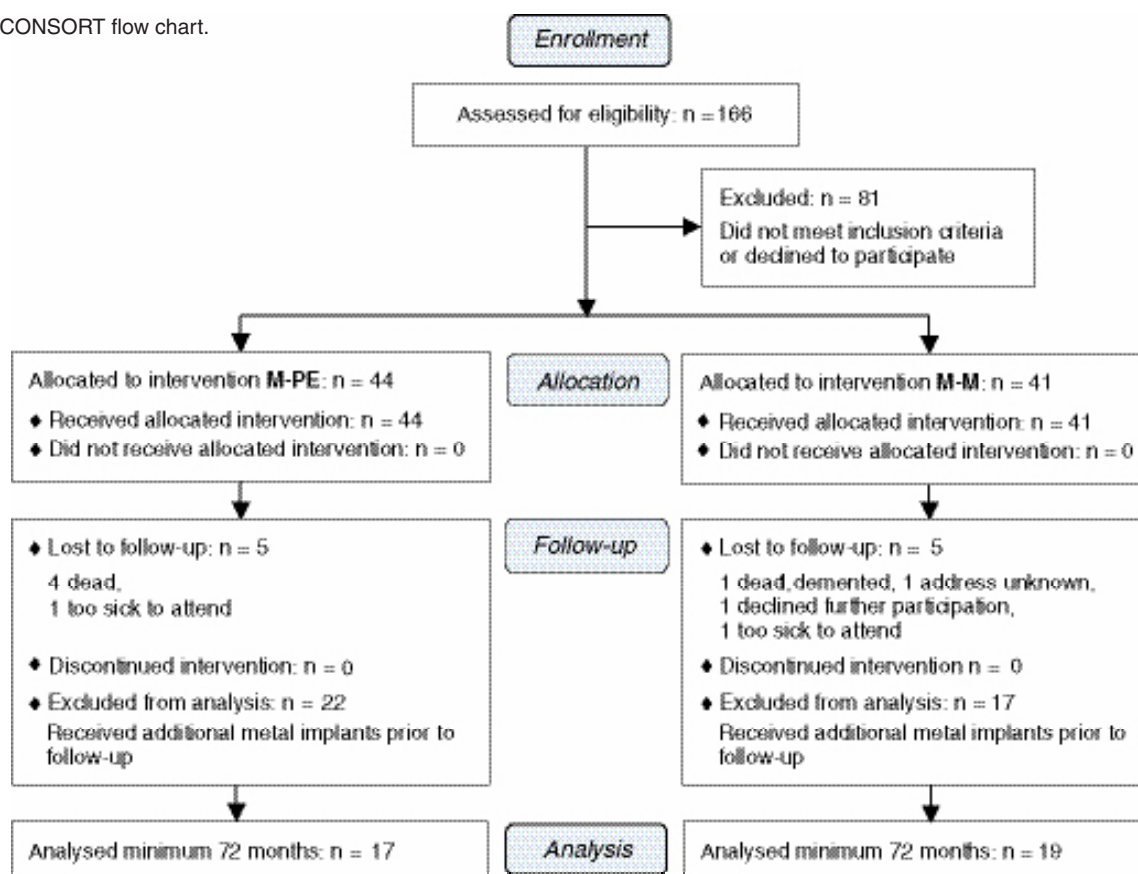 CONSORT flow chart.
Enrollment
Assessed for eligibility: n = 166
Excluded: n = 81
Did not meet inclusion criteria
or declined to participate
Allocated to intervention M-PE: n = 44
♦ Received allocated intervention: n = 44
♦ Did not receive allocated intervention: n = 0
Allocation
Allocated to intervention M-M: n = 41
♦ Received allocated intervention: n = 41
♦ Did not receive allocated intervention: n = 0
♦ Lost to follow-up: n = 5
4 dead,
1 too sick to attend
♦ Discontinued intervention: n = 0
♦ Excluded from analysis: n = 22
Received additional metal implants prior to
follow-up
Follow-up
♦ Lost to follow-up: n = 5
1 dead, demented, 1 address unknown,
1 declined further participation,
1 too sick to attend
♦ Discontinued intervention n = 0
♦ Excluded from analysis: n = 17
Received additional metal implants prior to
follow-up
Analysed minimum 72 months: n = 17
Analysis
Analysed minimum 72 months: n = 19